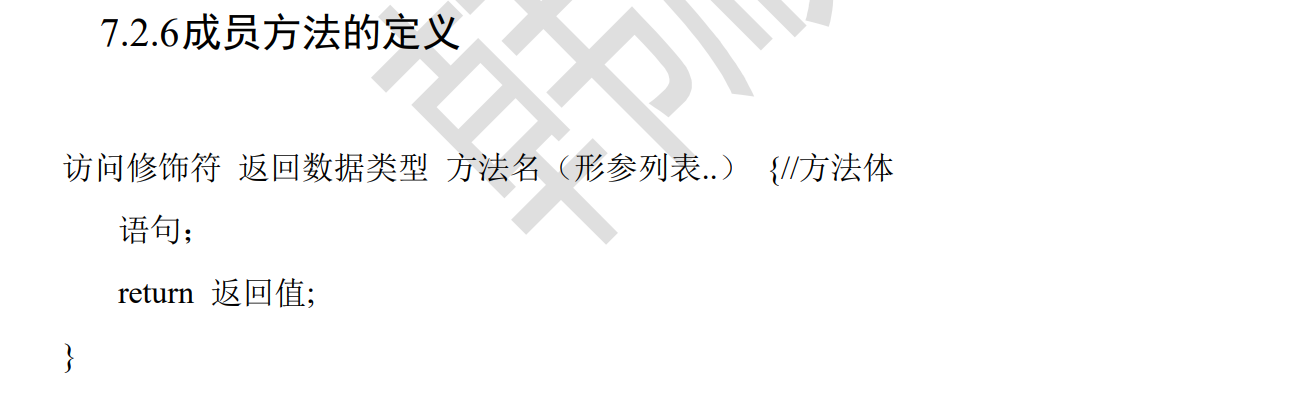 7.2.6成员方法的定义
访问修饰符 返回数据类型 方法名（形参列表..） {//方法体
语句；
return 返回值;
}